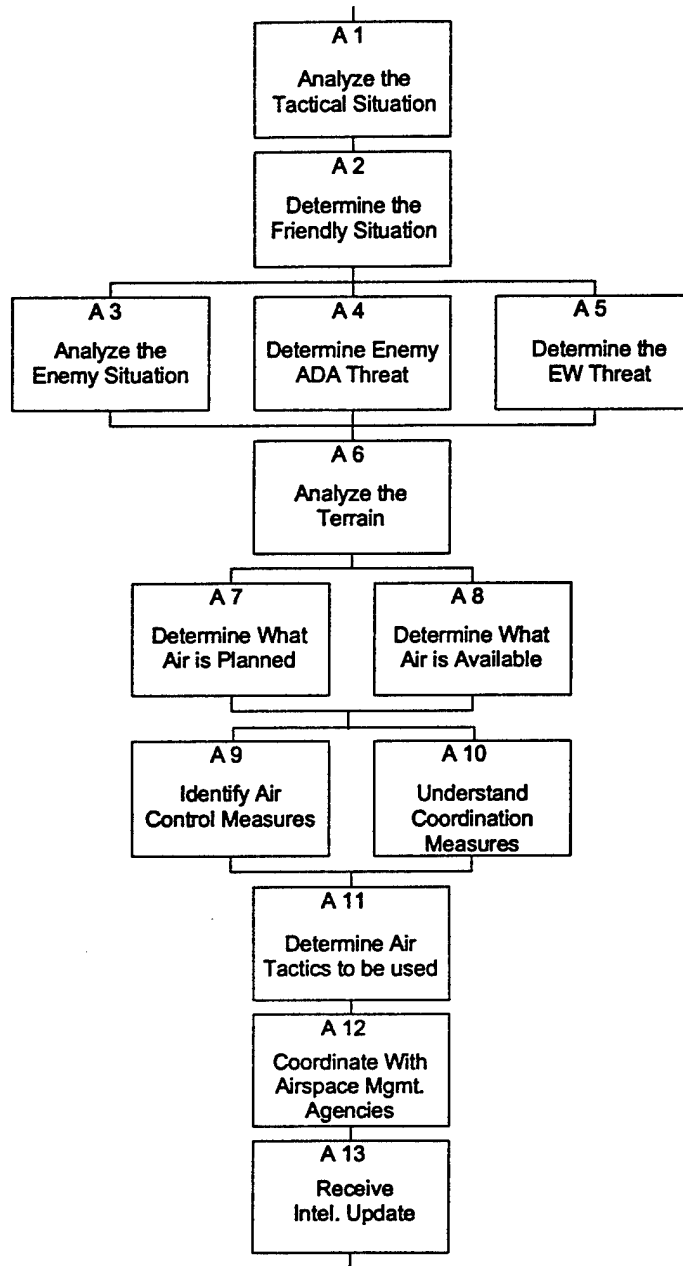 A 1
Analyze the
Tactical Situation
A 2
Determine the
Friendly Situation
A 3
Analyze the
Enemy Situation
A 4
Determine Enemy
ADA Threat
A 5
Determine the
EW Threat
A 6
Analyze the
Terrain
A 7
Determine What
Air is Planned
A 8
Determine What
Air is Available
A 9
Identify Air
Control Measures
A 10
Understand
Coordination
Measures
A 11
Determine Air
Tactics to be used
A 12
Coordinate With
Airspace Mgmt.
Agencies
A 13
Receive
Intel. Update